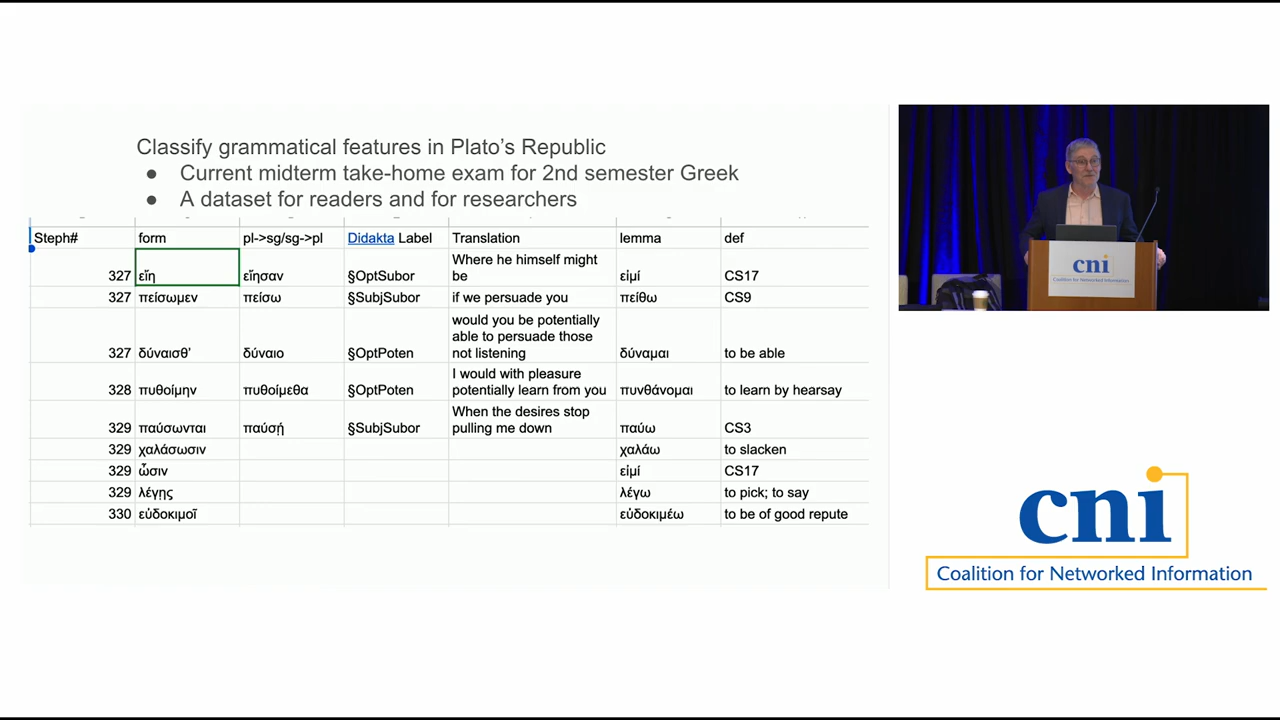 Classify grammatical features in Plato's Republic
● Current midterm take-home exam for 2nd semester Greek
● A dataset for readers and for researchers
Steph# form pl->sg/sg->pl Didakta Label Translation lemma def
327 εἴη εἴησαν §OptSubor Where he himself might be εἰμί CS17
327 πείσωμεν πείσω §SubjSubor if we persuade you πείθω CS9
327 δύναισθ' δύναιο §OptPoten would you be potentially able to persuade those not listening δύναμαι to be able
328 πυθοίμην πυθοίμεθα §OptPoten I would with pleasure potentially learn from you πυνθάνομαι to learn by hearsay
329 παύσωνται παύσῄ §SubjSubor When the desires stop pulling me down παύω CS3
329 χαλάσωσιν χαλάω to slacken
329 ὦσιν εἰμί CS17
329 λέγῃς λέγω to pick; to say
330 εὐδοκιμοῖ εὐδοκιμέω to be of good repute
cni
Coalition for Networked Information
cni
Coalition for Networked Information